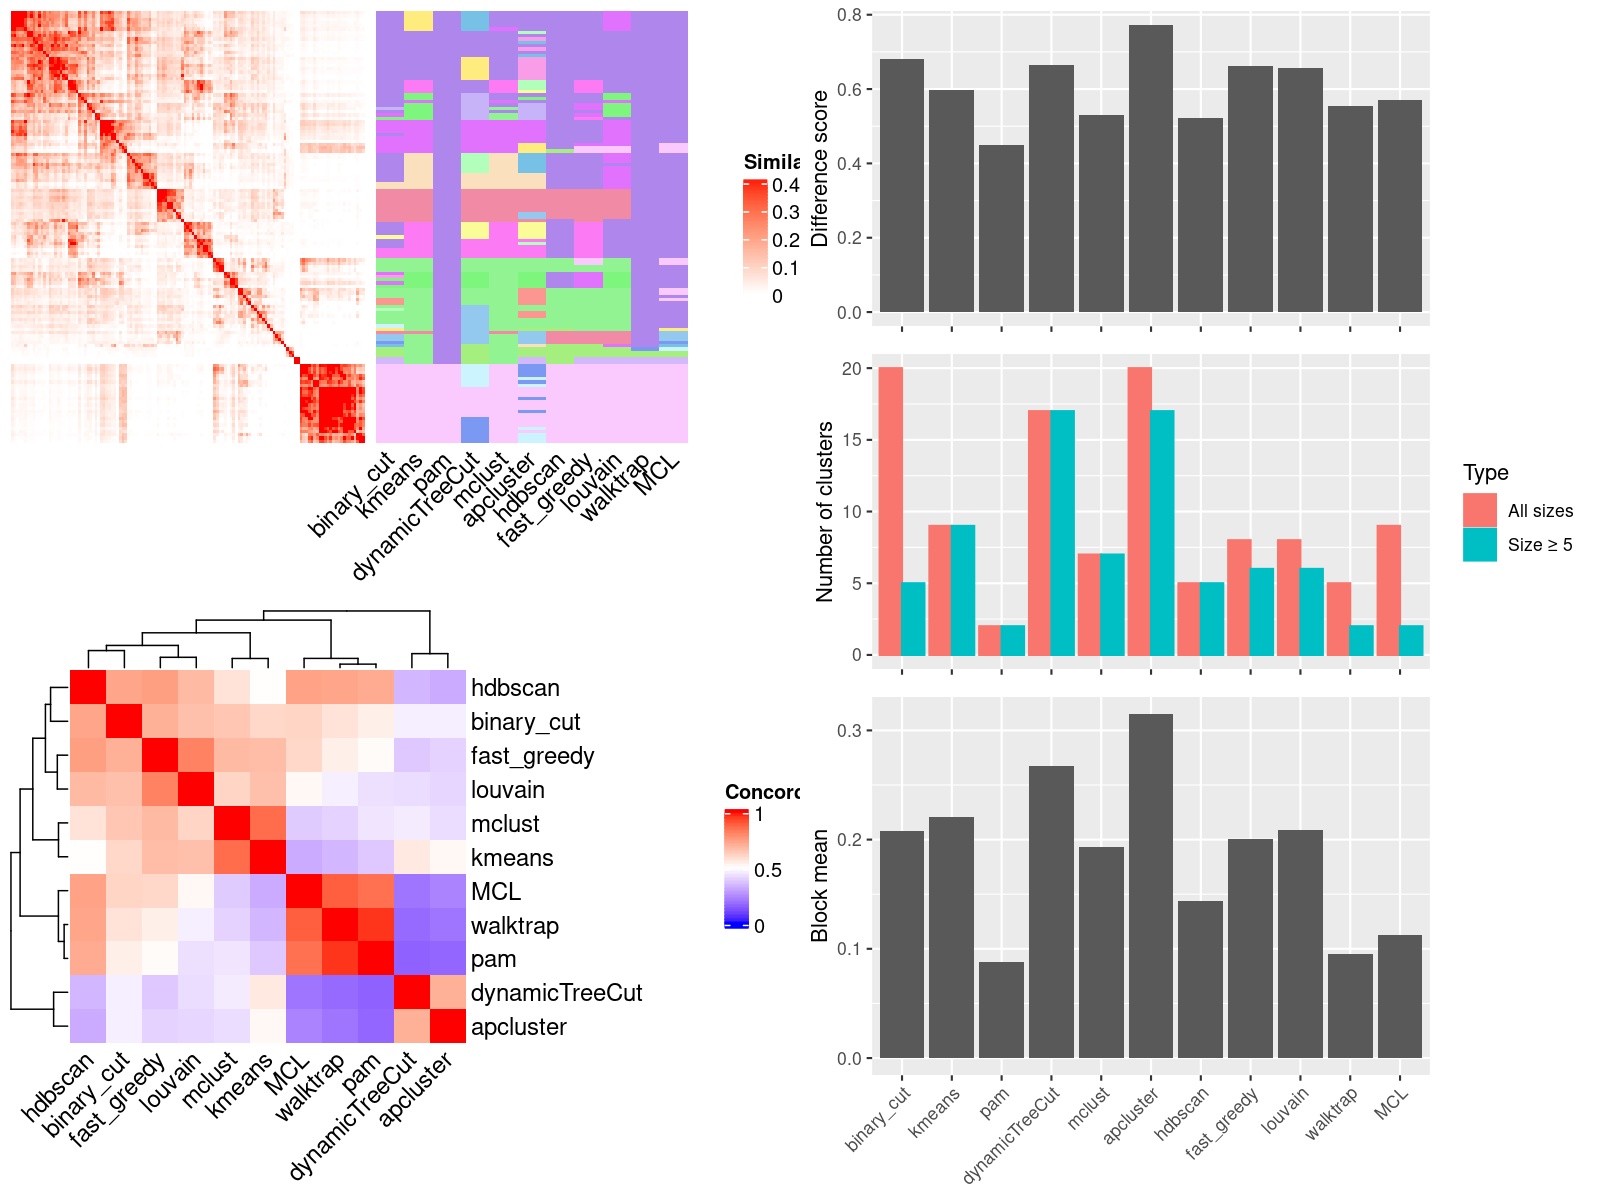 Simila
0.4
0.3
0.2
0.1
0
binary_cut
kmeans
pam
dynamicTreeCut
mclust
apcluster
hdbscan
fast_greedy
louvain
walktrap
MCL
Concord
1
0.5
0
hdbscan
binary_cut
fast_greedy
louvain
mclust
kmeans
MCL
walktrap
pam
dynamicTreeCut
apcluster
hdbscan
binary_cut
fast_greedy
louvain
mclust
kmeans
MCL
walktrap
pam
dynamicTreeCut
apcluster
Difference score
0.8
0.6
0.4
0.2
0.0
Number of clusters
20
15
10
5
0
Type
All sizes
Size ≥ 5
Block mean
0.3
0.2
0.1
0.0
binary_cut
kmeans
pam
dynamicTreeCut
mclust
apcluster
hdbscan
fast_greedy
louvain
walktrap
MCL